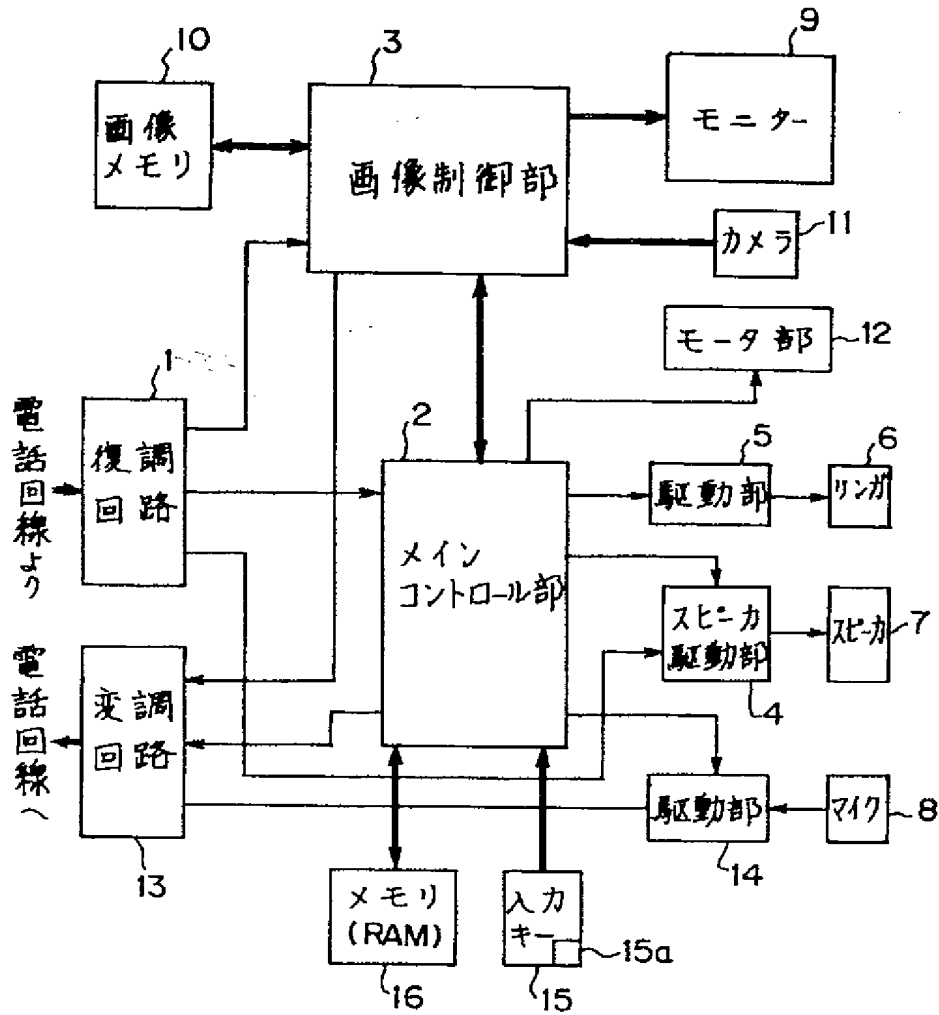 10
3
9
画像
メモリ
画像制御部
モニター
カメラ
11
モータ部
12
1
電話回線より
復調
回路
2
5
6
駆動部
リンガ
メイン
コントロール部
スピーカ
駆動部
4
スピーカ
7
電話回線へ
変調
回路
13
駆動部
14
マイク
8
メモリ
(RAM)
16
入力
キー
15a
15